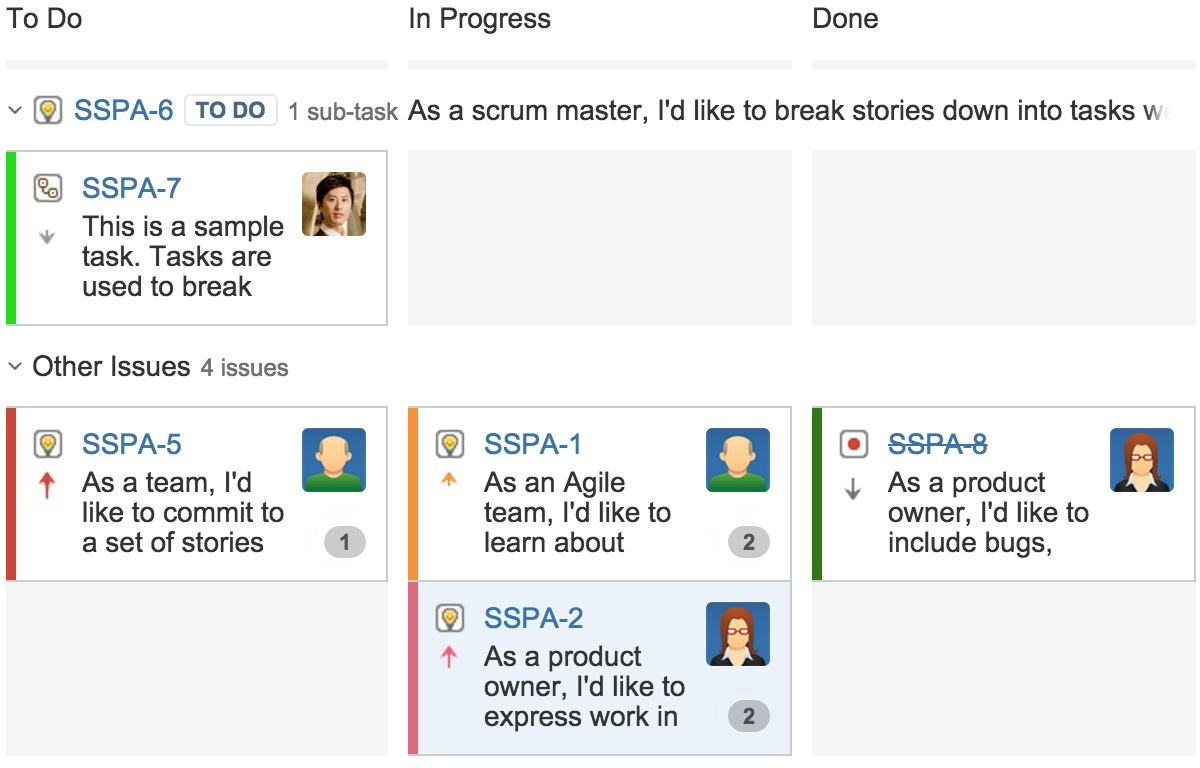 To Do
In Progress
Done
SSPA-6 TO DO 1 sub-task As a scrum master, I'd like to break stories down into tasks
SSPA-7
This is a sample
task. Tasks are
used to break
Other Issues 4 issues
SSPA-5
As a team, I'd
like to commit to
a set of stories
1
SSPA-1
As an Agile
team, I'd like to
learn about
2
SSPA-8
As a product
owner, I'd like to
include bugs,
SSPA-2
As a product
owner, I'd like to
express work in
2